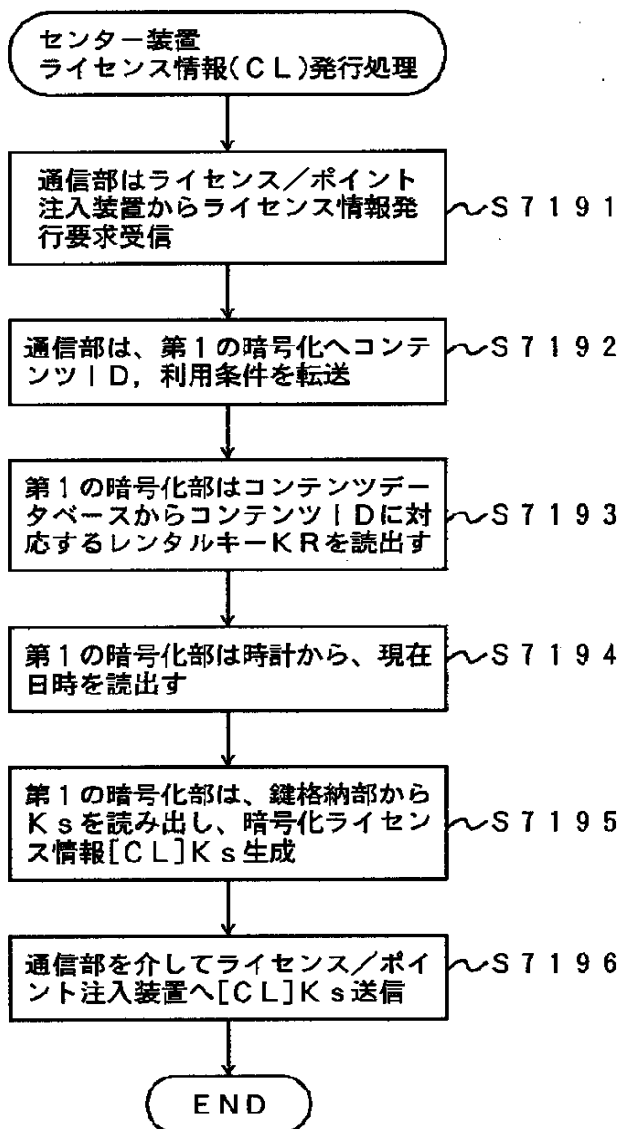 センター装置
ライセンス情報(CL)発行処理
通信部はライセンス／ポイント
注入装置からライセンス情報発
行要求受信
S7191
通信部は、第1の暗号化へコンテ
ンツID，利用条件を転送
S7192
第1の暗号化部はコンテンツデー
タベースからコンテンツIDに対
応するレンタルキーKRを読出す
S7193
第1の暗号化部は時計から、現在
日時を読出す
S7194
第1の暗号化部は、鍵格納部から
Ksを読み出し、暗号化ライセン
ス情報[CL]Ks生成
S7195
通信部を介してライセンス／ポイ
ント注入装置へ[CL]Ks送信
S7196
END